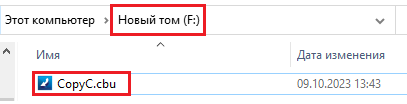 Этот компьютер > Новый том (F:)
Имя Дата изменения
CopyC.cbu 09.10.2023 13:43